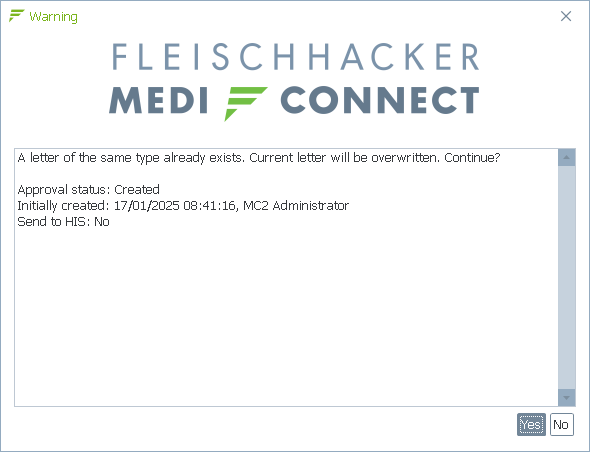 Warning
FLEISCHHACKER
MEDI CONNECT
A letter of the same type already exists. Current letter will be overwritten. Continue?
Approval status: Created
Initially created: 17/01/2025 08:41:16, MC2 Administrator
Send to HIS: No
Yes No